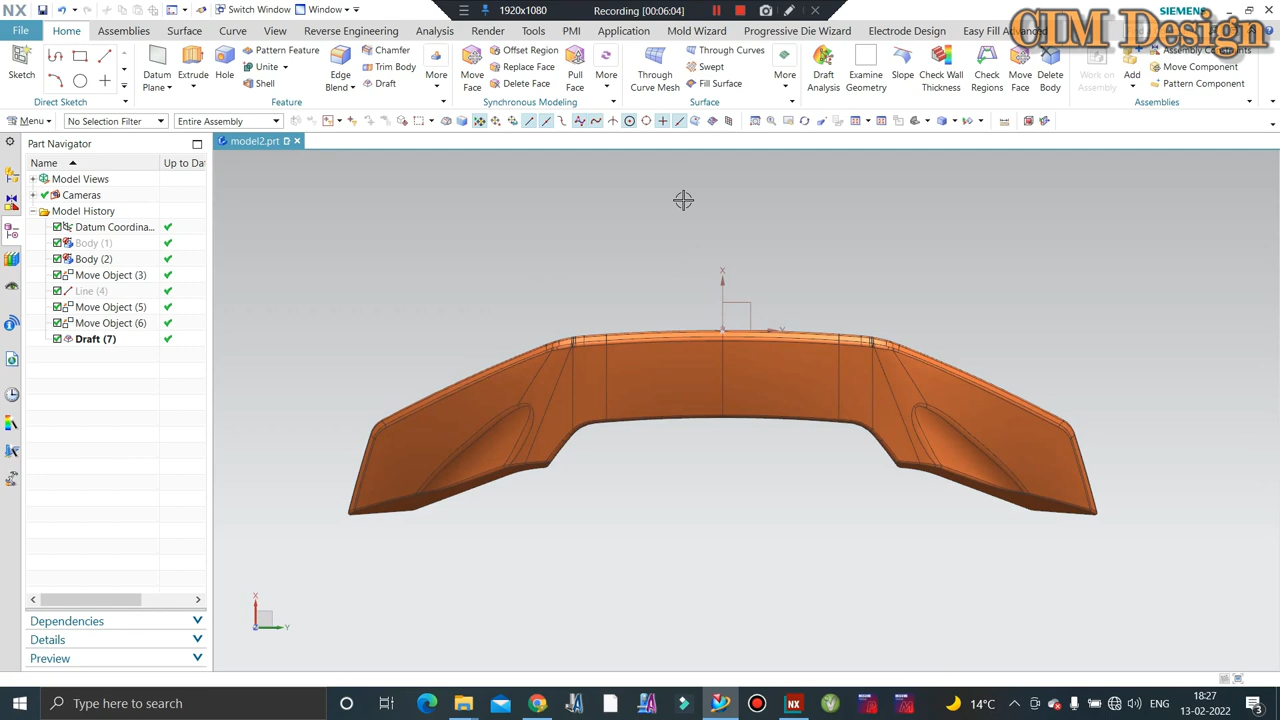 NX
Switch Window
Window
1920x1080
Recording [00:06:04]
SIEMENS
CIM Design
File
Home
Assemblies
Surface
Curve
View
Reverse Engineering
Analysis
Render
Tools
PMI
Application
Mold Wizard
Progressive Die Wizard
Electrode Design
Easy Fill Advanced
Sketch
Datum Plane
Extrude
Hole
Pattern Feature
Unite
Shell
Edge Blend
Chamfer
Trim Body
Draft
More
Move Face
Offset Region
Replace Face
Delete Face
Pull Face
More
Through Curve Mesh
Through Curves
Swept
Fill Surface
More
Draft Analysis
Examine Geometry
Slope
Check Wall Thickness
Check Regions
Move Face
Delete Body
Work on Assembly
Add
Assembly Constraints
Move Component
Pattern Component
Direct Sketch
Feature
Synchronous Modeling
Surface
Assemblies
Menu
No Selection Filter
Entire Assembly
Part Navigator
model2.prt
Name
Up to Da
Model Views
Cameras
Model History
Datum Coordina...
Body (1)
Body (2)
Move Object (3)
Line (4)
Move Object (5)
Move Object (6)
Draft (7)
X
Y
X
Y
Dependencies
Details
Preview
Type here to search
14°C
ENG
18:27
13-02-2022
3